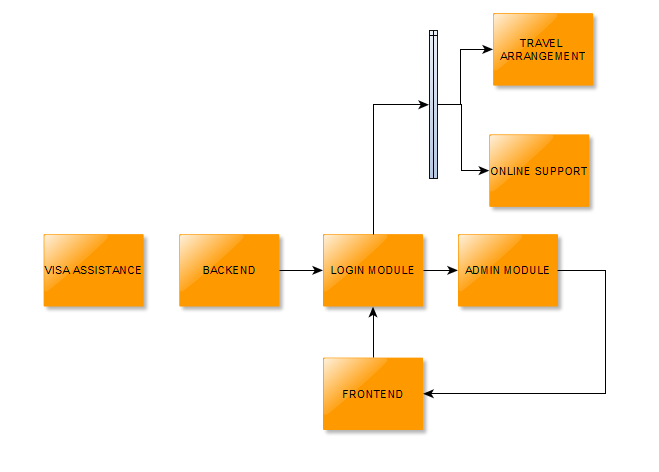 TRAVEL
ARRANGEMENT
ONLINE SUPPORT
VISA ASSISTANCE
BACKEND
LOGIN MODULE
ADMIN MODULE
FRONTEND